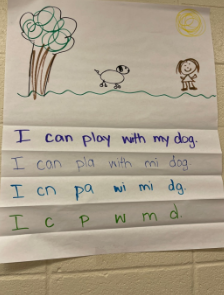 I can play with my dog.
I can pla with mi dog
I cn pa wi mi dg.
I c p w m d.